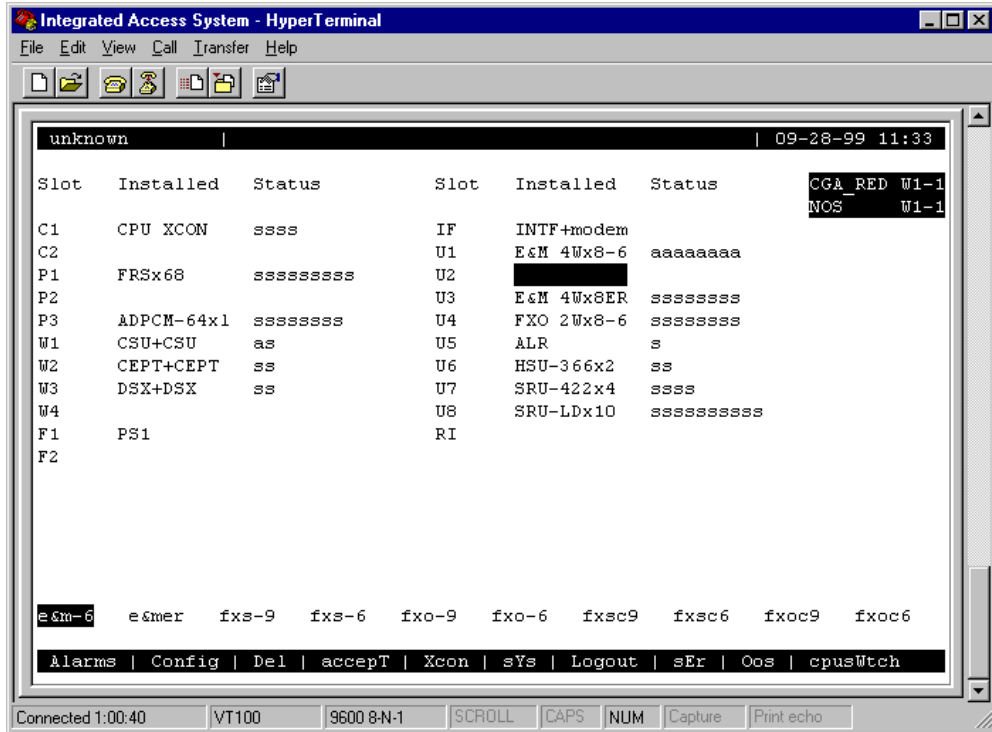 Integrated Access System - HyperTerminal
File Edit View Call Transfer Help
unknown | | 09-28-99 11:33
Slot Installed Status Slot Installed Status CGA_RED W1-1
NOS W1-1
C1 CPU XCON ssss IF INTF+modem
C2 U1 E&M 4Wx8-6 aaaaaaaa
P1 FRSx68 sssssssss U2
P2 U3 E&M 4Wx8ER ssssssss
P3 ADPCM-64x1 ssssssss U4 FXO 2Wx8-6 ssssssss
W1 CSU+CSU as U5 ALR s
W2 CEPT+CEPT ss U6 HSU-366x2 ss
W3 DSX+DSX ss U7 SRU-422x4 ssss
W4 U8 SRU-LDx10 ssssssssss
F1 PS1 RI
F2
e&m-6 e&mer fxs-9 fxs-6 fxo-9 fxo-6 fxsc9 fxsc6 fxoc9 fxoc6
Alarms | Config | Del | accepT | Xcon | sYs | Logout | sEr | Oos | cpusWtch
Connected 1:00:40 VT100 9600 8-N-1 SCROLL CAPS NUM Capture Print echo